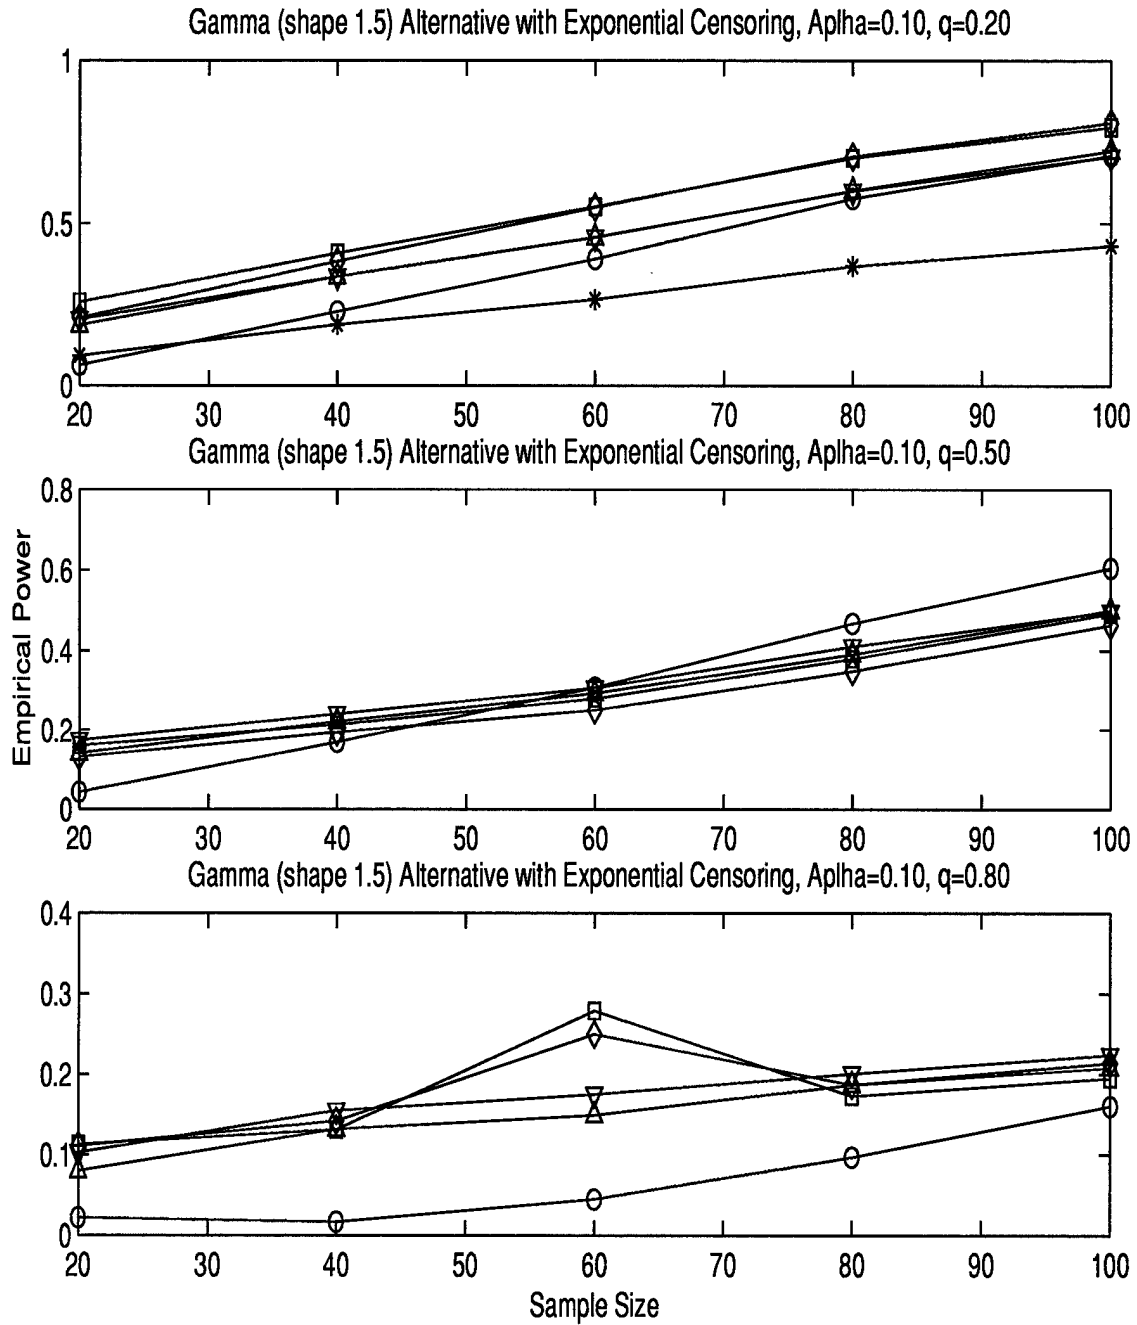 Gamma (shape 1.5) Alternative with Exponential Censoring, Aplha=0.10, q=0.20
1
0.5
0
20 30 40 50 60 70 80 90 100
Gamma (shape 1.5) Alternative with Exponential Censoring, Aplha=0.10, q=0.50
0.8
0.6
0.4
0.2
0
Empirical Power
20 30 40 50 60 70 80 90 100
Gamma (shape 1.5) Alternative with Exponential Censoring, Aplha=0.10, q=0.80
0.4
0.3
0.2
0.1
0
20 30 40 50 60 70 80 90 100
Sample Size